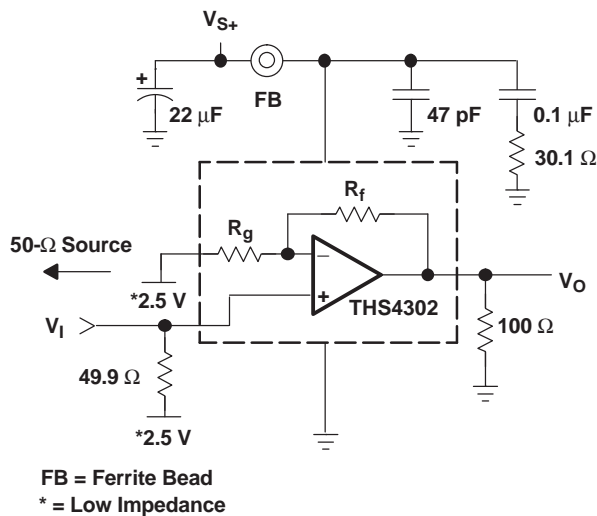 VS+
+
FB
22 μF
47 pF
0.1 μF
30.1 Ω
Rf
Rg
50-Ω Source
*2.5 V
−
+
THS4302
VO
VI
100 Ω
49.9 Ω
*2.5 V
FB = Ferrite Bead
* = Low Impedance